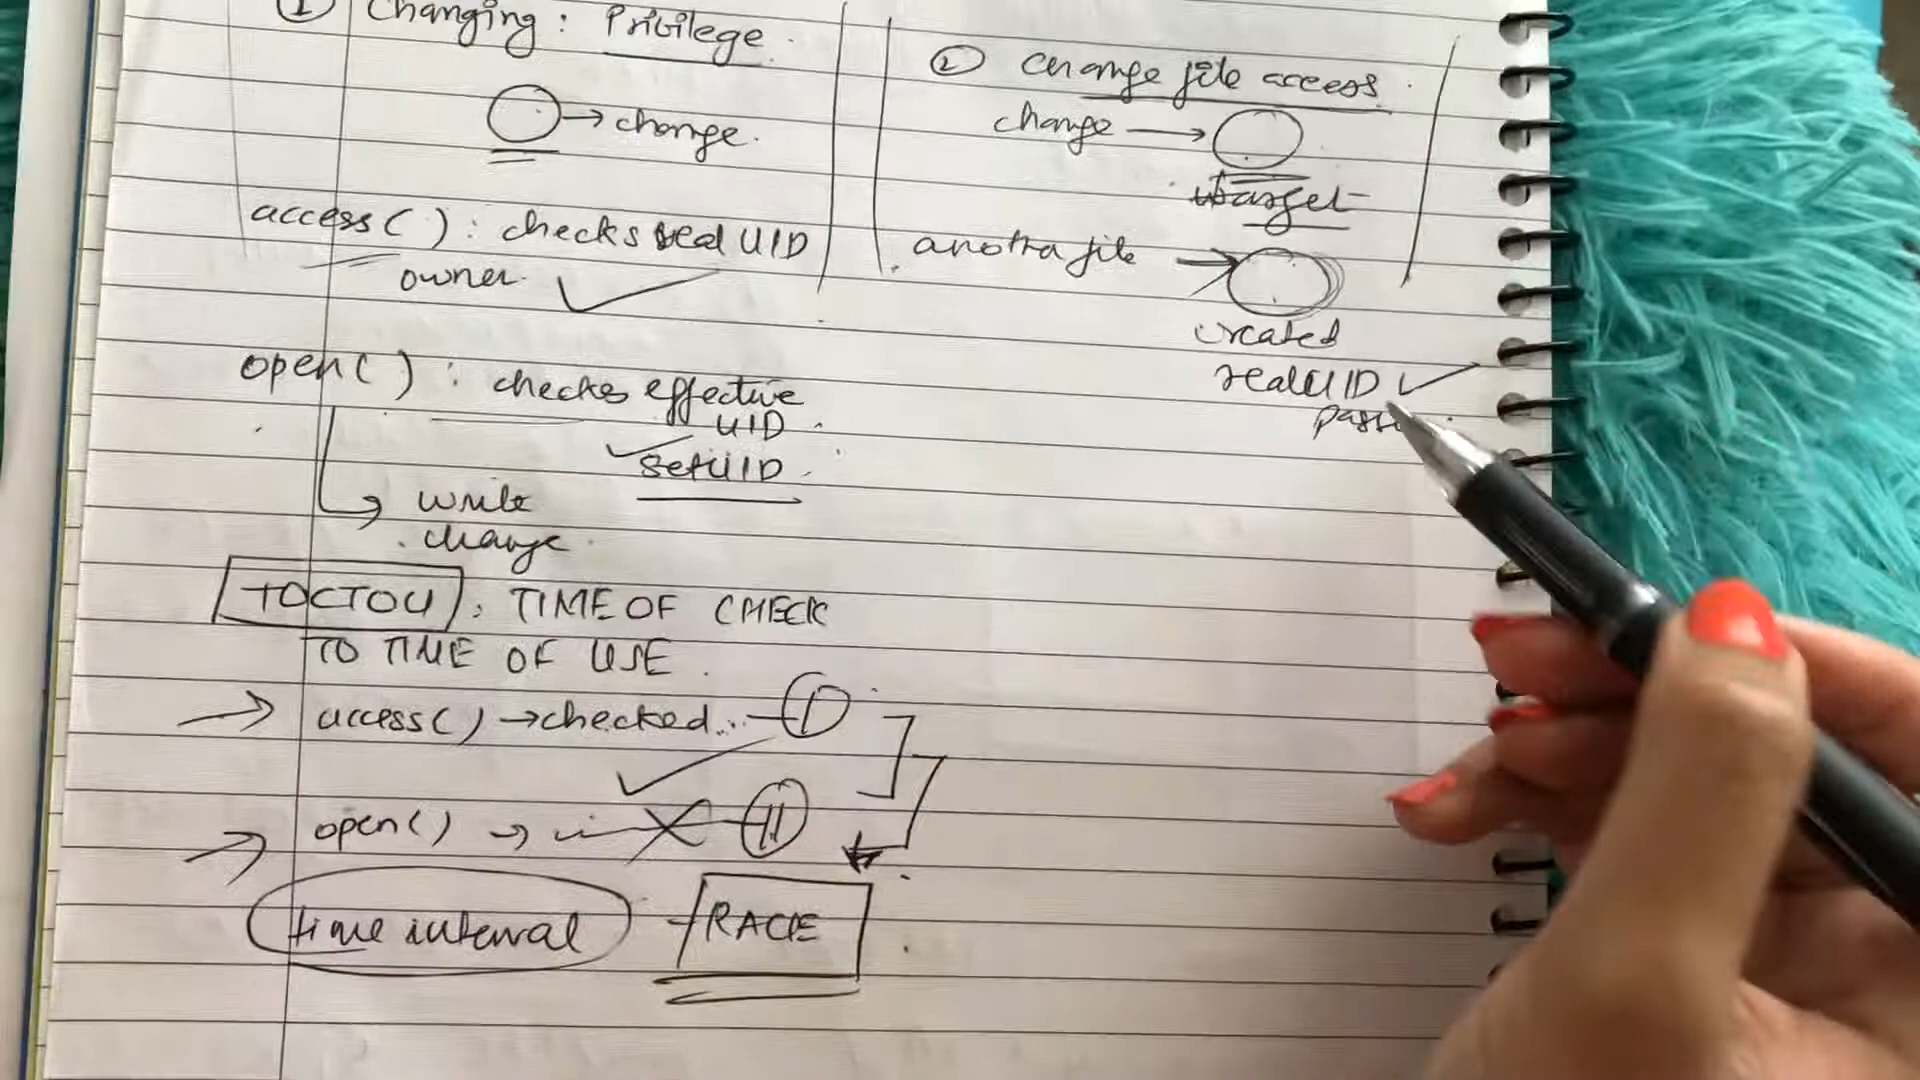 ① Changing : Privilege.
→ change.
access( ) : checks real UID
owner.
open( ) : checks effective
UID.
setUID.
write
change.
TOCTOU : TIME OF CHECK
TO TIME OF USE.
access( ) → checked.. I
open( ) → II
time interval RACE
② change file access.
change →
target
anotha file →
created
real UID ✓
pass